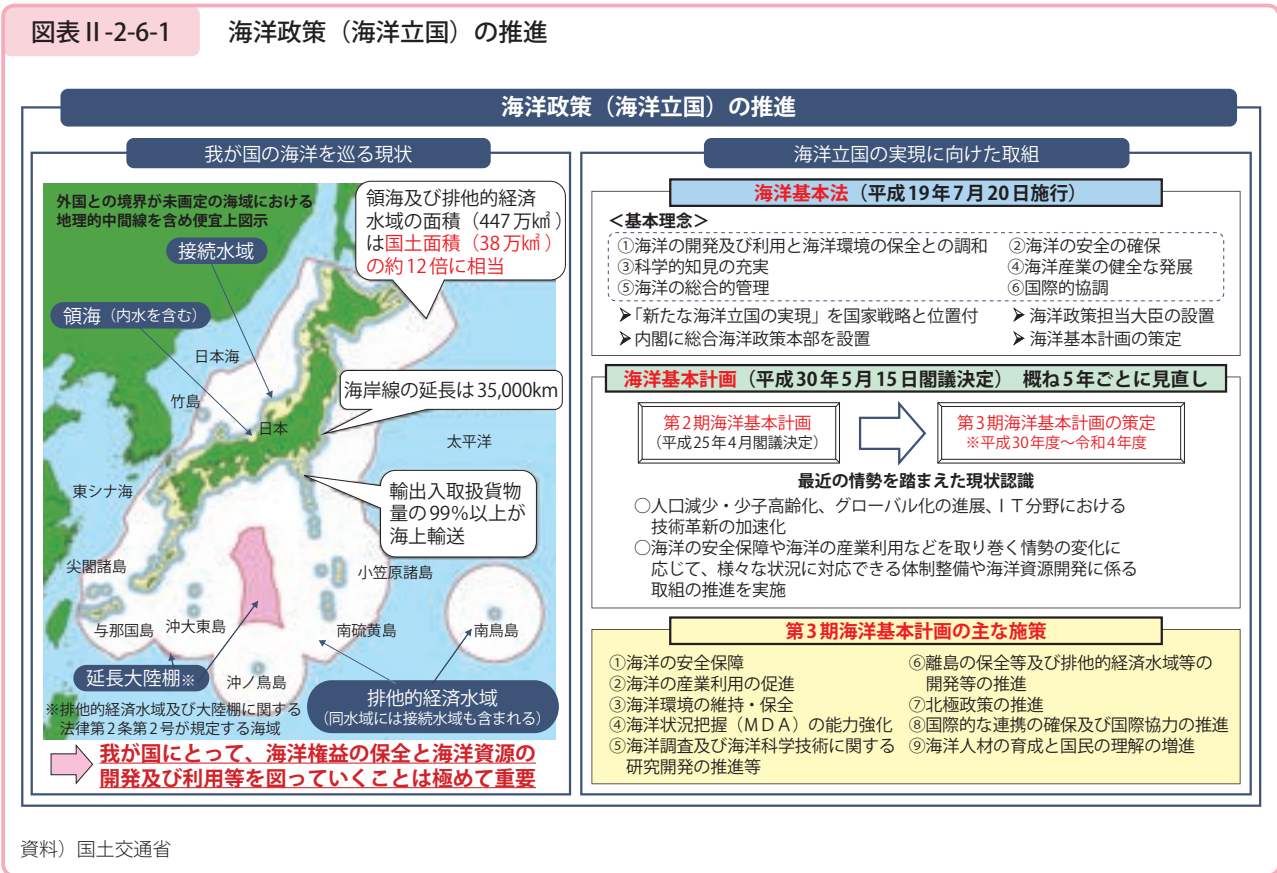 図表Ⅱ-2-6-1 海洋政策（海洋立国）の推進
海洋政策（海洋立国）の推進
我が国の海洋を巡る現状
外国との境界が未画定の海域における
地理的中間線を含め便宜上図示
領海及び排他的経済
水域の面積（447万㎢）
は国土面積（38万㎢）
の約12倍に相当
接続水域
領海（内水を含む）
日本海
竹島
海岸線の延長は35,000km
日本
太平洋
東シナ海
輸出入取扱貨物
量の99％以上が
海上輸送
尖閣諸島
小笠原諸島
与那国島
沖大東島
南硫黄島
南鳥島
延長大陸棚※
沖ノ鳥島
排他的経済水域
（同水域には接続水域も含まれる）
※排他的経済水域及び大陸棚に関する
法律第2条第2号が規定する海域
我が国にとって、海洋権益の保全と海洋資源の
開発及び利用等を図っていくことは極めて重要
海洋立国の実現に向けた取組
海洋基本法（平成19年7月20日施行）
＜基本理念＞
①海洋の開発及び利用と海洋環境の保全との調和 ②海洋の安全の確保
③科学的知見の充実 ④海洋産業の健全な発展
⑤海洋の総合的管理 ⑥国際的協調
➢「新たな海洋立国の実現」を国家戦略と位置付 ➢海洋政策担当大臣の設置
➢内閣に総合海洋政策本部を設置 ➢海洋基本計画の策定
海洋基本計画（平成30年5月15日閣議決定） 概ね5年ごとに見直し
第2期海洋基本計画
（平成25年4月閣議決定）
第3期海洋基本計画の策定
※平成30年度～令和4年度
最近の情勢を踏まえた現状認識
○人口減少・少子高齢化、グローバル化の進展、ＩＴ分野における
技術革新の加速化
○海洋の安全保障や海洋の産業利用などを取り巻く情勢の変化に
応じて、様々な状況に対応できる体制整備や海洋資源開発に係る
取組の推進を実施
第3期海洋基本計画の主な施策
①海洋の安全保障
②海洋の産業利用の促進
③海洋環境の維持・保全
④海洋状況把握（MDA）の能力強化
⑤海洋調査及び海洋科学技術に関する
研究開発の推進等
⑥離島の保全等及び排他的経済水域等の
開発等の推進
⑦北極政策の推進
⑧国際的な連携の確保及び国際協力の推進
⑨海洋人材の育成と国民の理解の増進
資料）国土交通省